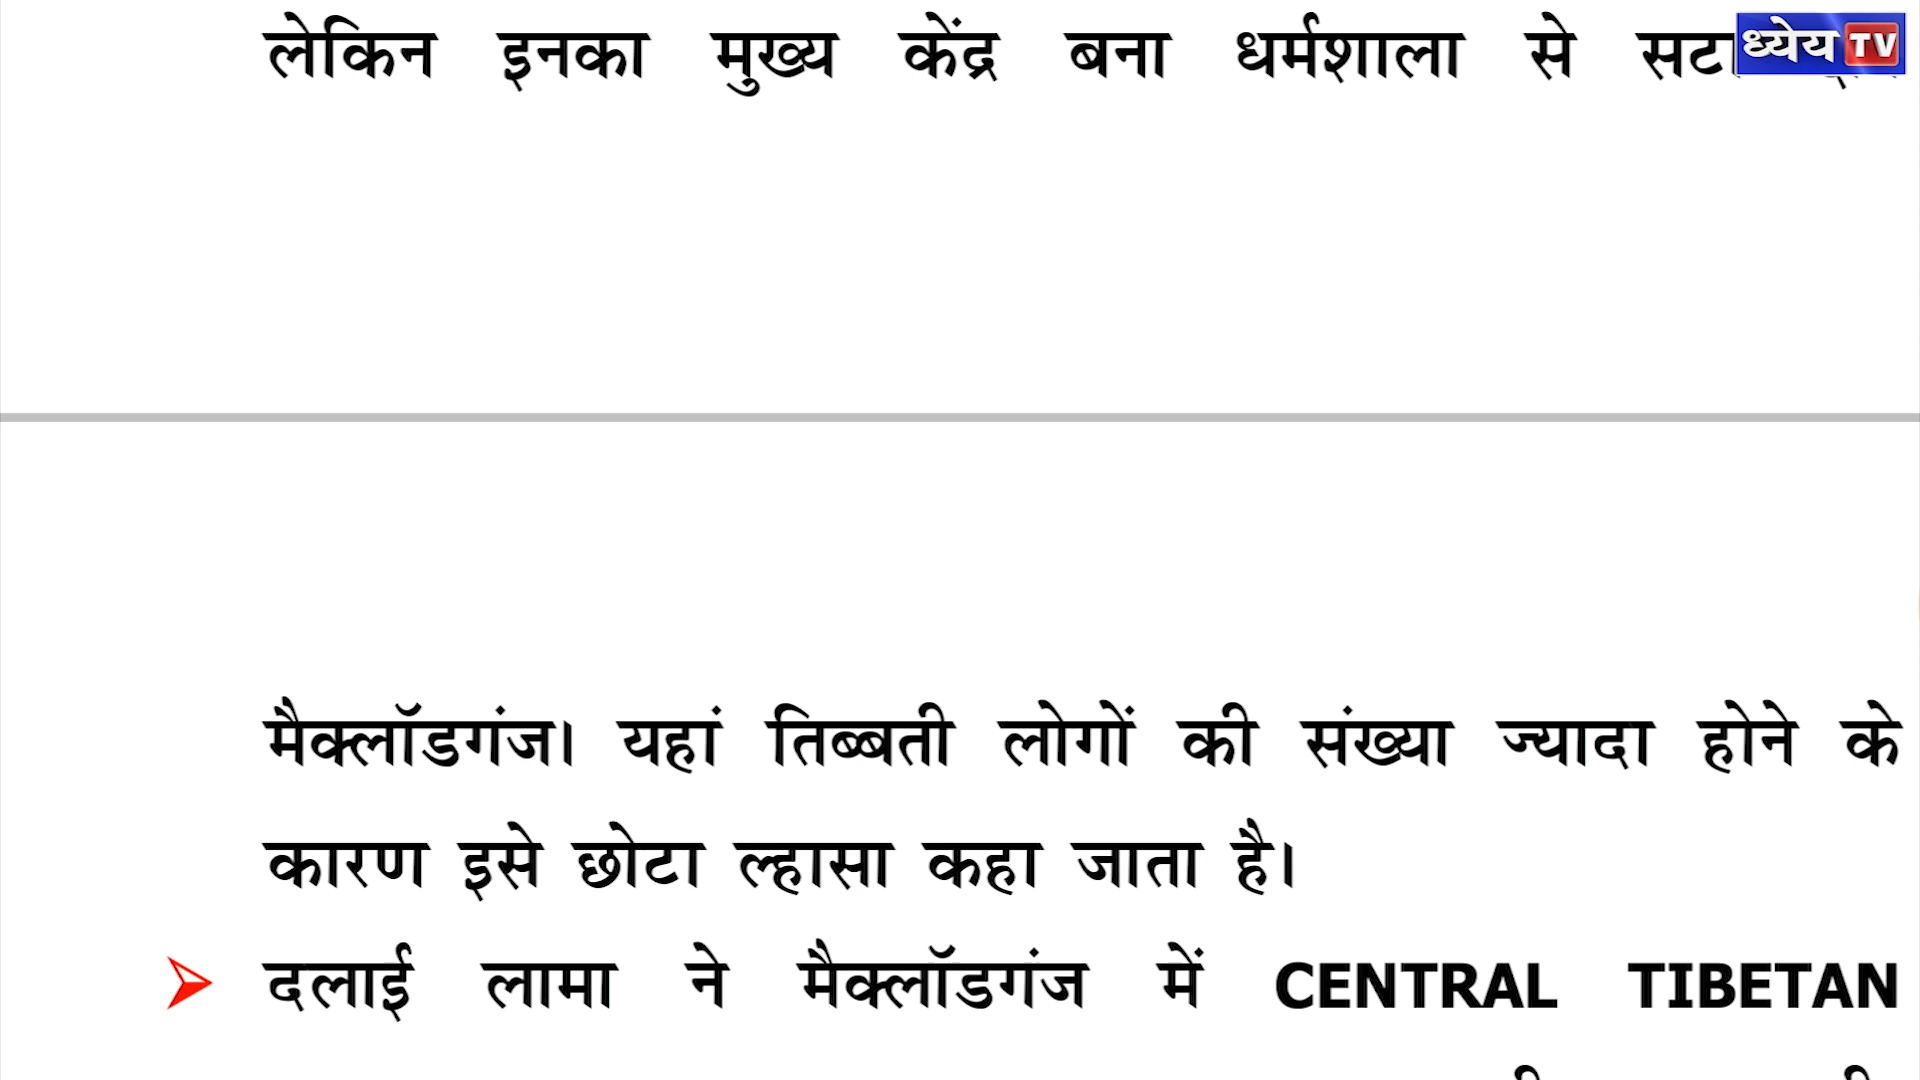 लेकिन इनका मुख्य केंद्र बना धर्मशाला से सटा
ध्येय TV
मैक्लॉडगंज। यहां तिब्बती लोगों की संख्या ज्यादा होने के
कारण इसे छोटा ल्हासा कहा जाता है।
➢ दलाई लामा ने मैक्लॉडगंज में CENTRAL TIBETAN